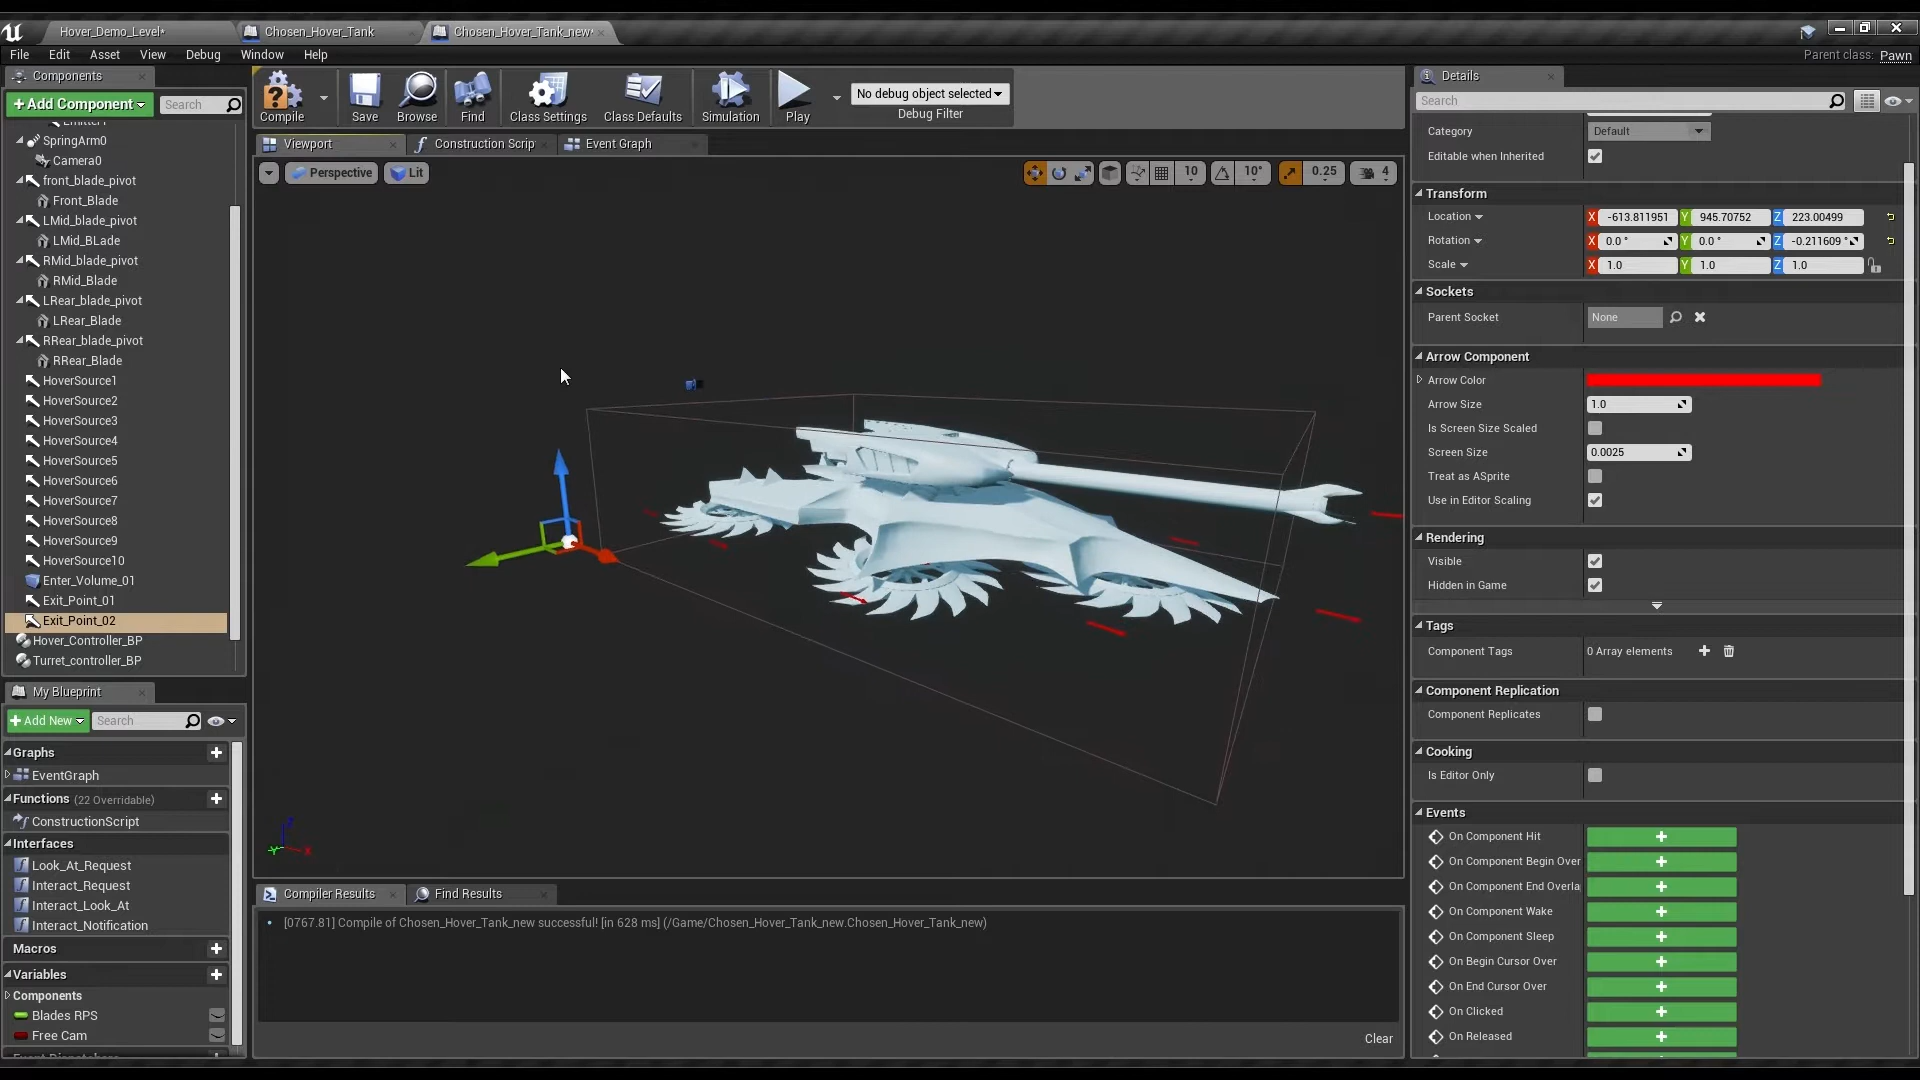 Hover_Demo_Level*
Chosen_Hover_Tank
Chosen_Hover_Tank_new*
File Edit Asset View Debug Window Help
Parent class: Pawn
Components
+Add Component
Search
SpringArm0
Camera0
front_blade_pivot
Front_Blade
LMid_blade_pivot
LMid_BLade
RMid_blade_pivot
RMid_Blade
LRear_blade_pivot
LRear_Blade
RRear_blade_pivot
RRear_Blade
HoverSource1
HoverSource2
HoverSource3
HoverSource4
HoverSource5
HoverSource6
HoverSource7
HoverSource8
HoverSource9
HoverSource10
Enter_Volume_01
Exit_Point_01
Exit_Point_02
Hover_Controller_BP
Turret_controller_BP
My Blueprint
+Add New
Search
Graphs
EventGraph
Functions (22 Overridable)
ConstructionScript
Interfaces
Look_At_Request
Interact_Request
Interact_Look_At
Interact_Notification
Macros
Variables
Components
Blades RPS
Free Cam
Compile
Save
Browse
Find
Class Settings
Class Defaults
Simulation
Play
No debug object selected
Debug Filter
Viewport
Construction Scrip
Event Graph
Perspective
Lit
10
10°
0.25
4
Compiler Results
Find Results
[0767.81] Compile of Chosen_Hover_Tank_new successful! [in 628 ms] (/Game/Chosen_Hover_Tank_new.Chosen_Hover_Tank_new)
Clear
Details
Search
Category Default
Editable when Inherited
Transform
Location X -613.811951 Y 945.70752 Z 223.00499
Rotation X 0.0 ° Y 0.0 ° Z -0.211609 °
Scale X 1.0 Y 1.0 Z 1.0
Sockets
Parent Socket None
Arrow Component
Arrow Color
Arrow Size 1.0
Is Screen Size Scaled
Screen Size 0.0025
Treat as ASprite
Use in Editor Scaling
Rendering
Visible
Hidden in Game
Tags
Component Tags 0 Array elements
Component Replication
Component Replicates
Cooking
Is Editor Only
Events
On Component Hit
On Component Begin Over
On Component End Overla
On Component Wake
On Component Sleep
On Begin Cursor Over
On End Cursor Over
On Clicked
On Released